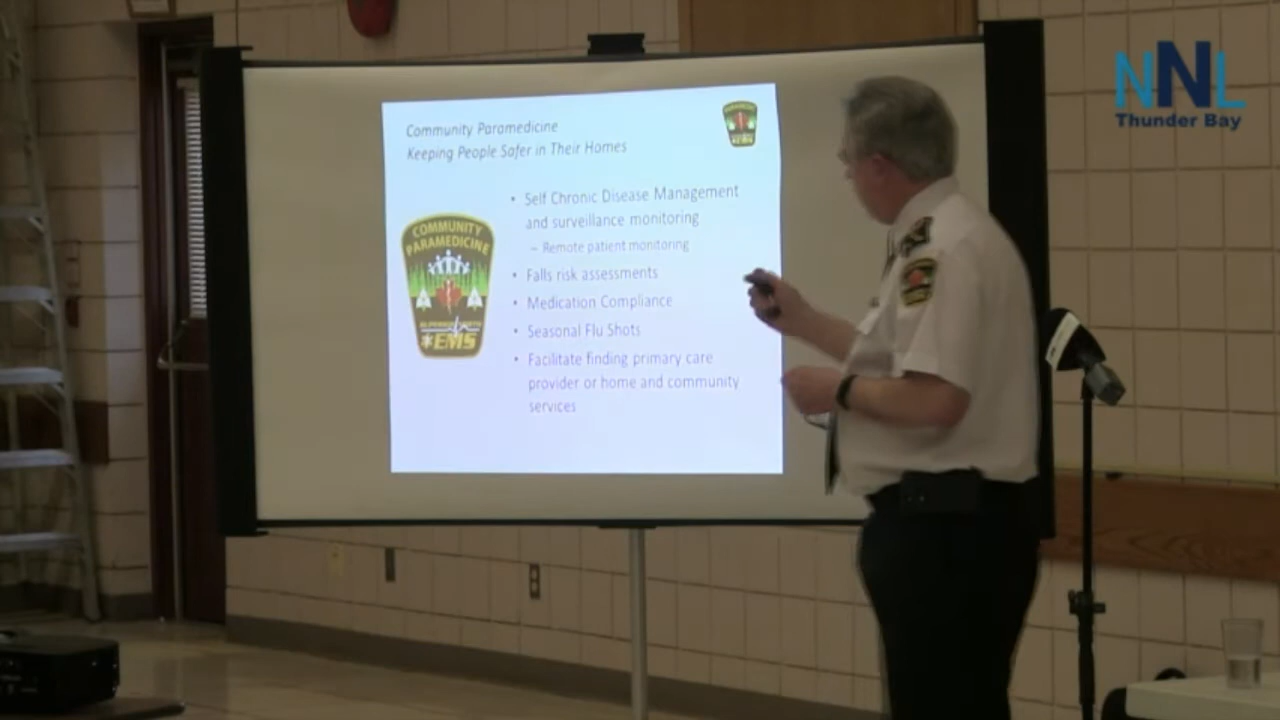 NNL
Thunder Bay
Community Paramedicine
Keeping People Safer in Their Homes
• Self Chronic Disease Management
and surveillance monitoring
– Remote patient monitoring
• Falls risk assessments
• Medication Compliance
• Seasonal Flu Shots
• Facilitate finding primary care
provider or home and community
services
COMMUNITY
PARAMEDICINE
EMS